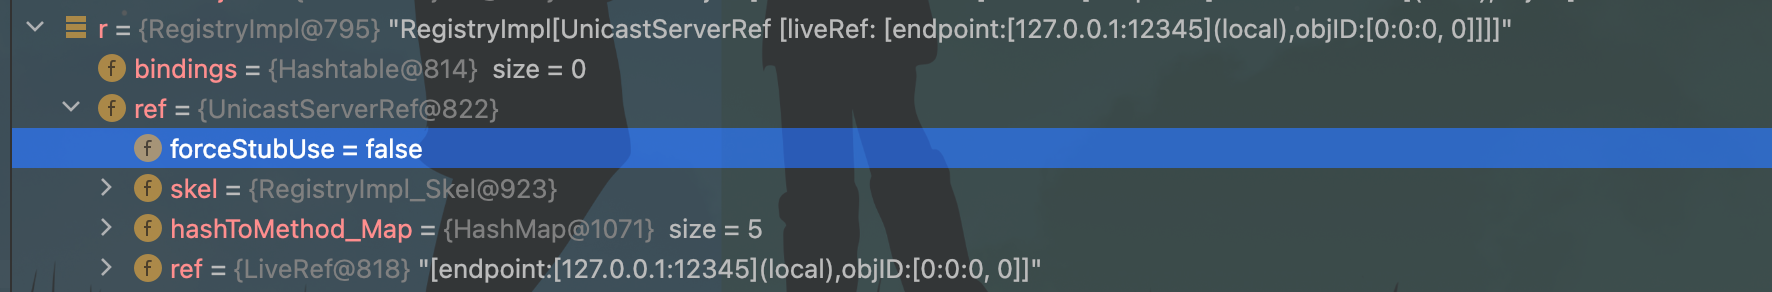 r = {RegistryImpl@795} "RegistryImpl[UnicastServerRef [liveRef: [endpoint:[127.0.0.1:12345](local),objID:[0:0:0, 0]]]]"
f bindings = {Hashtable@814} size = 0
f ref = {UnicastServerRef@822}
f forceStubUse = false
f skel = {RegistryImpl_Skel@923}
f hashToMethod_Map = {HashMap@1071} size = 5
f ref = {LiveRef@818} "[endpoint:[127.0.0.1:12345](local),objID:[0:0:0, 0]]"